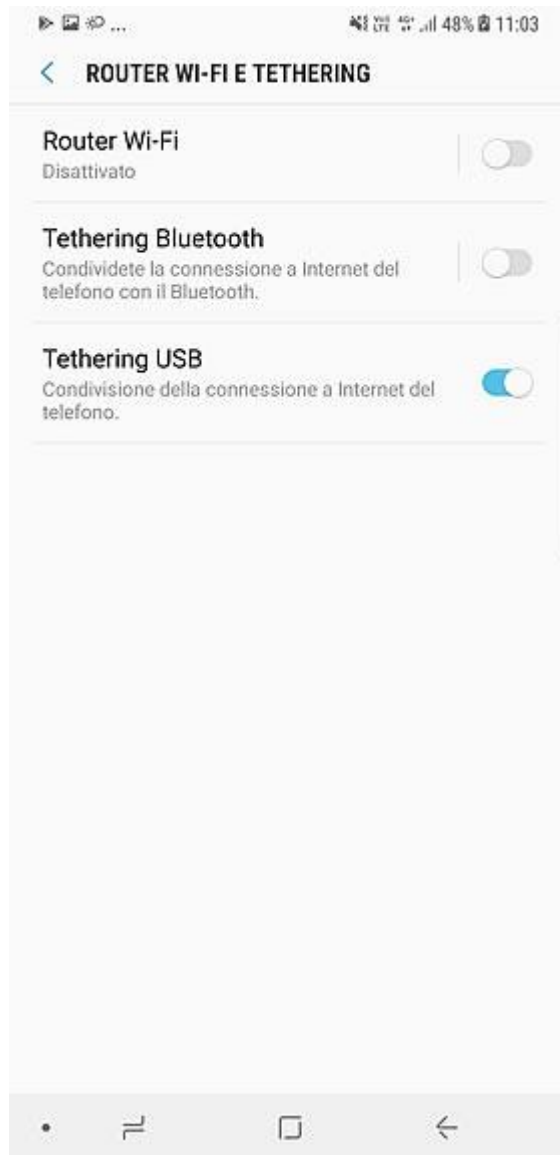 ... 48% 11:03
ROUTER WI-FI E TETHERING
Router Wi-Fi
Disattivato
Tethering Bluetooth
Condividete la connessione a Internet del
telefono con il Bluetooth.
Tethering USB
Condivisione della connessione a Internet del
telefono.